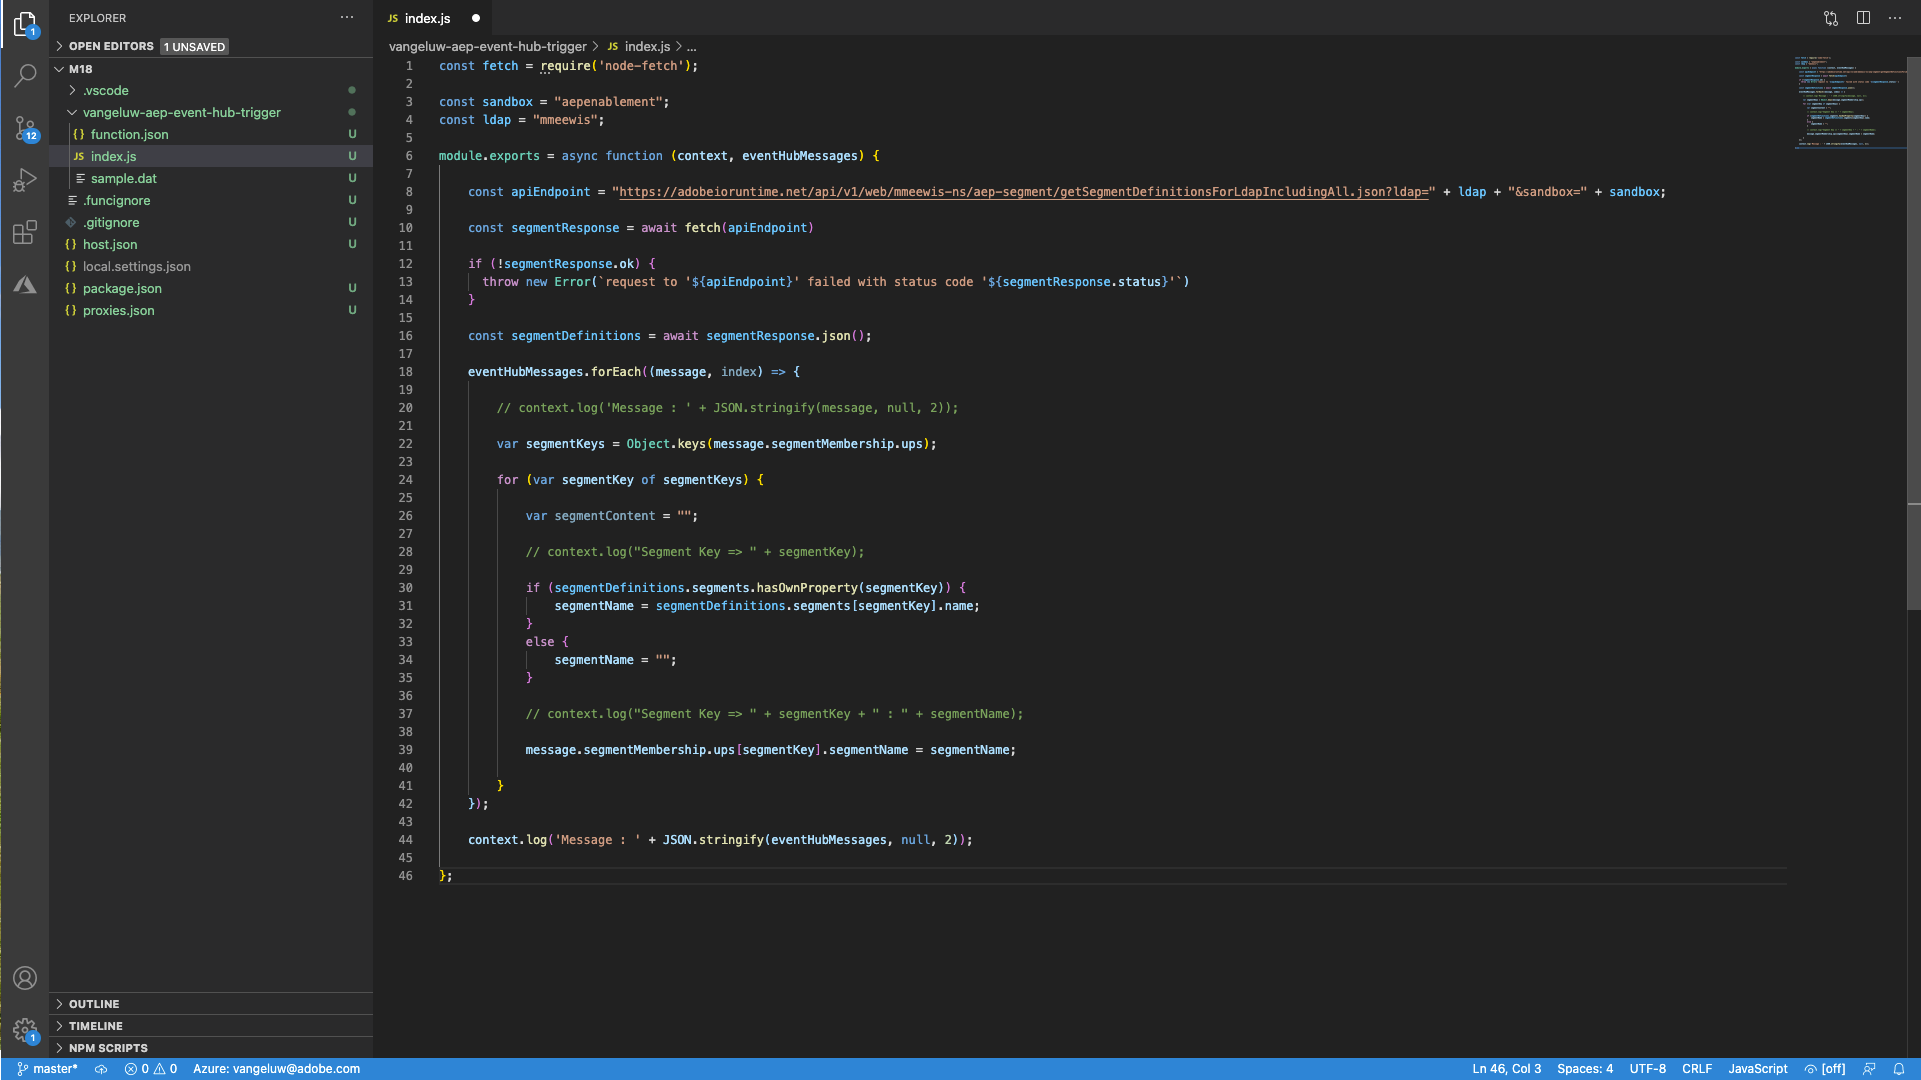 EXPLORER
OPEN EDITORS 1 UNSAVED
M18
.vscode
vangeluw-aep-event-hub-trigger
{} function.json U
JS index.js U
sample.dat U
.funcignore U
.gitignore U
{} host.json U
{} local.settings.json
{} package.json U
{} proxies.json U
OUTLINE
TIMELINE
NPM SCRIPTS
1
12
1
JS index.js
vangeluw-aep-event-hub-trigger > JS index.js > ...
1 const fetch = require('node-fetch');
2
3 const sandbox = "aepenablement";
4 const ldap = "mmeewis";
5
6 module.exports = async function (context, eventHubMessages) {
7
8 const apiEndpoint = "https://adobeioruntime.net/api/v1/web/mmeewis-ns/aep-segment/getSegmentDefinitionsForLdapIncludingAll.json?ldap=" + ldap + "&sandbox=" + sandbox;
9
10 const segmentResponse = await fetch(apiEndpoint)
11
12 if (!segmentResponse.ok) {
13 throw new Error(`request to '${apiEndpoint}' failed with status code '${segmentResponse.status}'`)
14 }
15
16 const segmentDefinitions = await segmentResponse.json();
17
18 eventHubMessages.forEach((message, index) => {
19
20 // context.log('Message : ' + JSON.stringify(message, null, 2));
21
22 var segmentKeys = Object.keys(message.segmentMembership.ups);
23
24 for (var segmentKey of segmentKeys) {
25
26 var segmentContent = "";
27
28 // context.log("Segment Key => " + segmentKey);
29
30 if (segmentDefinitions.segments.hasOwnProperty(segmentKey)) {
31 segmentName = segmentDefinitions.segments[segmentKey].name;
32 }
33 else {
34 segmentName = "";
35 }
36
37 // context.log("Segment Key => " + segmentKey + " : " + segmentName);
38
39 message.segmentMembership.ups[segmentKey].segmentName = segmentName;
40
41 }
42 });
43
44 context.log('Message : ' + JSON.stringify(eventHubMessages, null, 2));
45
46 };
master* 0 0 Azure: vangeluw@adobe.com Ln 46, Col 3 Spaces: 4 UTF-8 CRLF JavaScript [off]